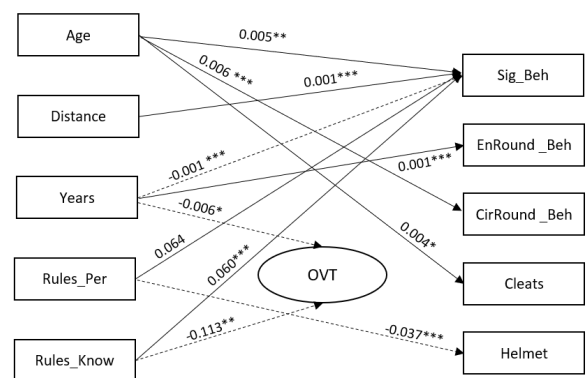 Age
Distance
Years
Rules_Per
Rules_Know
0.005**
0.006 ***
0.001***
-0.001 ***
0.001***
-0.006*
0.064
0.060***
0.004*
-0.037***
-0.113**
OVT
Sig_Beh
EnRound _Beh
CirRound _Beh
Cleats
Helmet